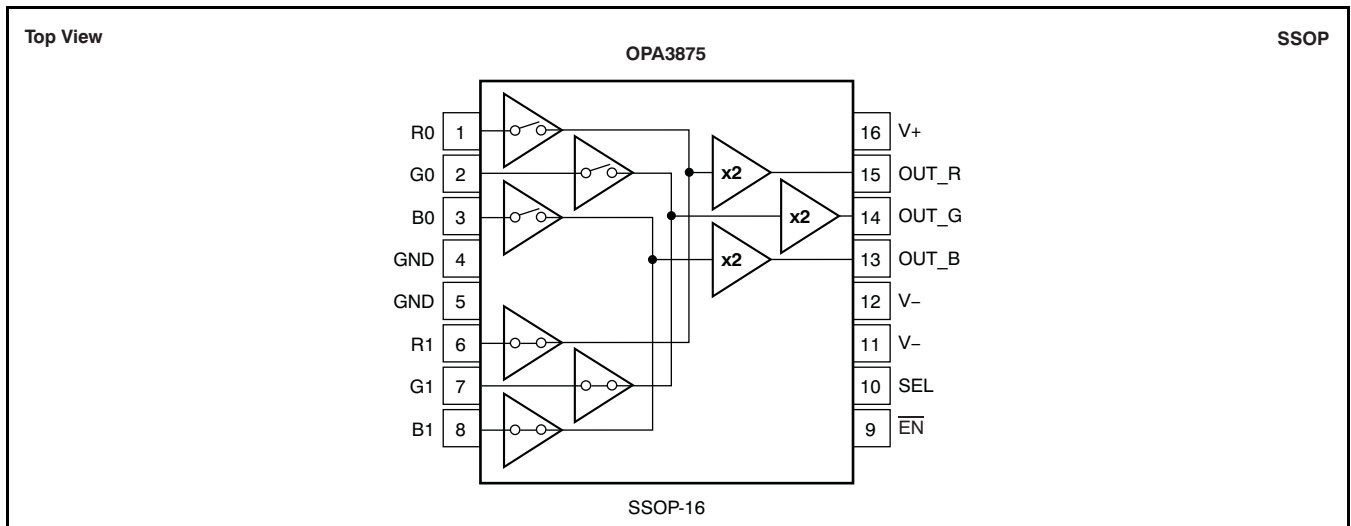 Top View
SSOP
OPA3875
R0 1
G0 2
B0 3
GND 4
GND 5
R1 6
G1 7
B1 8
x2
x2
x2
16 V+
15 OUT_R
14 OUT_G
13 OUT_B
12 V−
11 V−
10 SEL
9 EN
SSOP-16